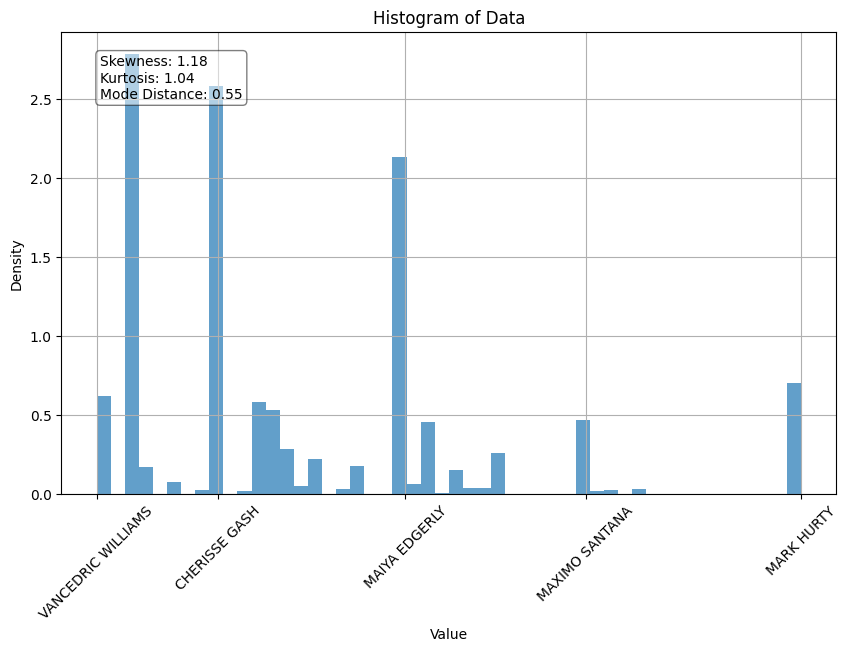 Histogram of Data
Skewness: 1.18
Kurtosis: 1.04
Mode Distance: 0.55
Density
2.5
2.0
1.5
1.0
0.5
0.0
VANCEDRIC WILLIAMS
CHERISSE GASH
MAIYA EDGERLY
MAXIMO SANTANA
MARK HURTY
Value